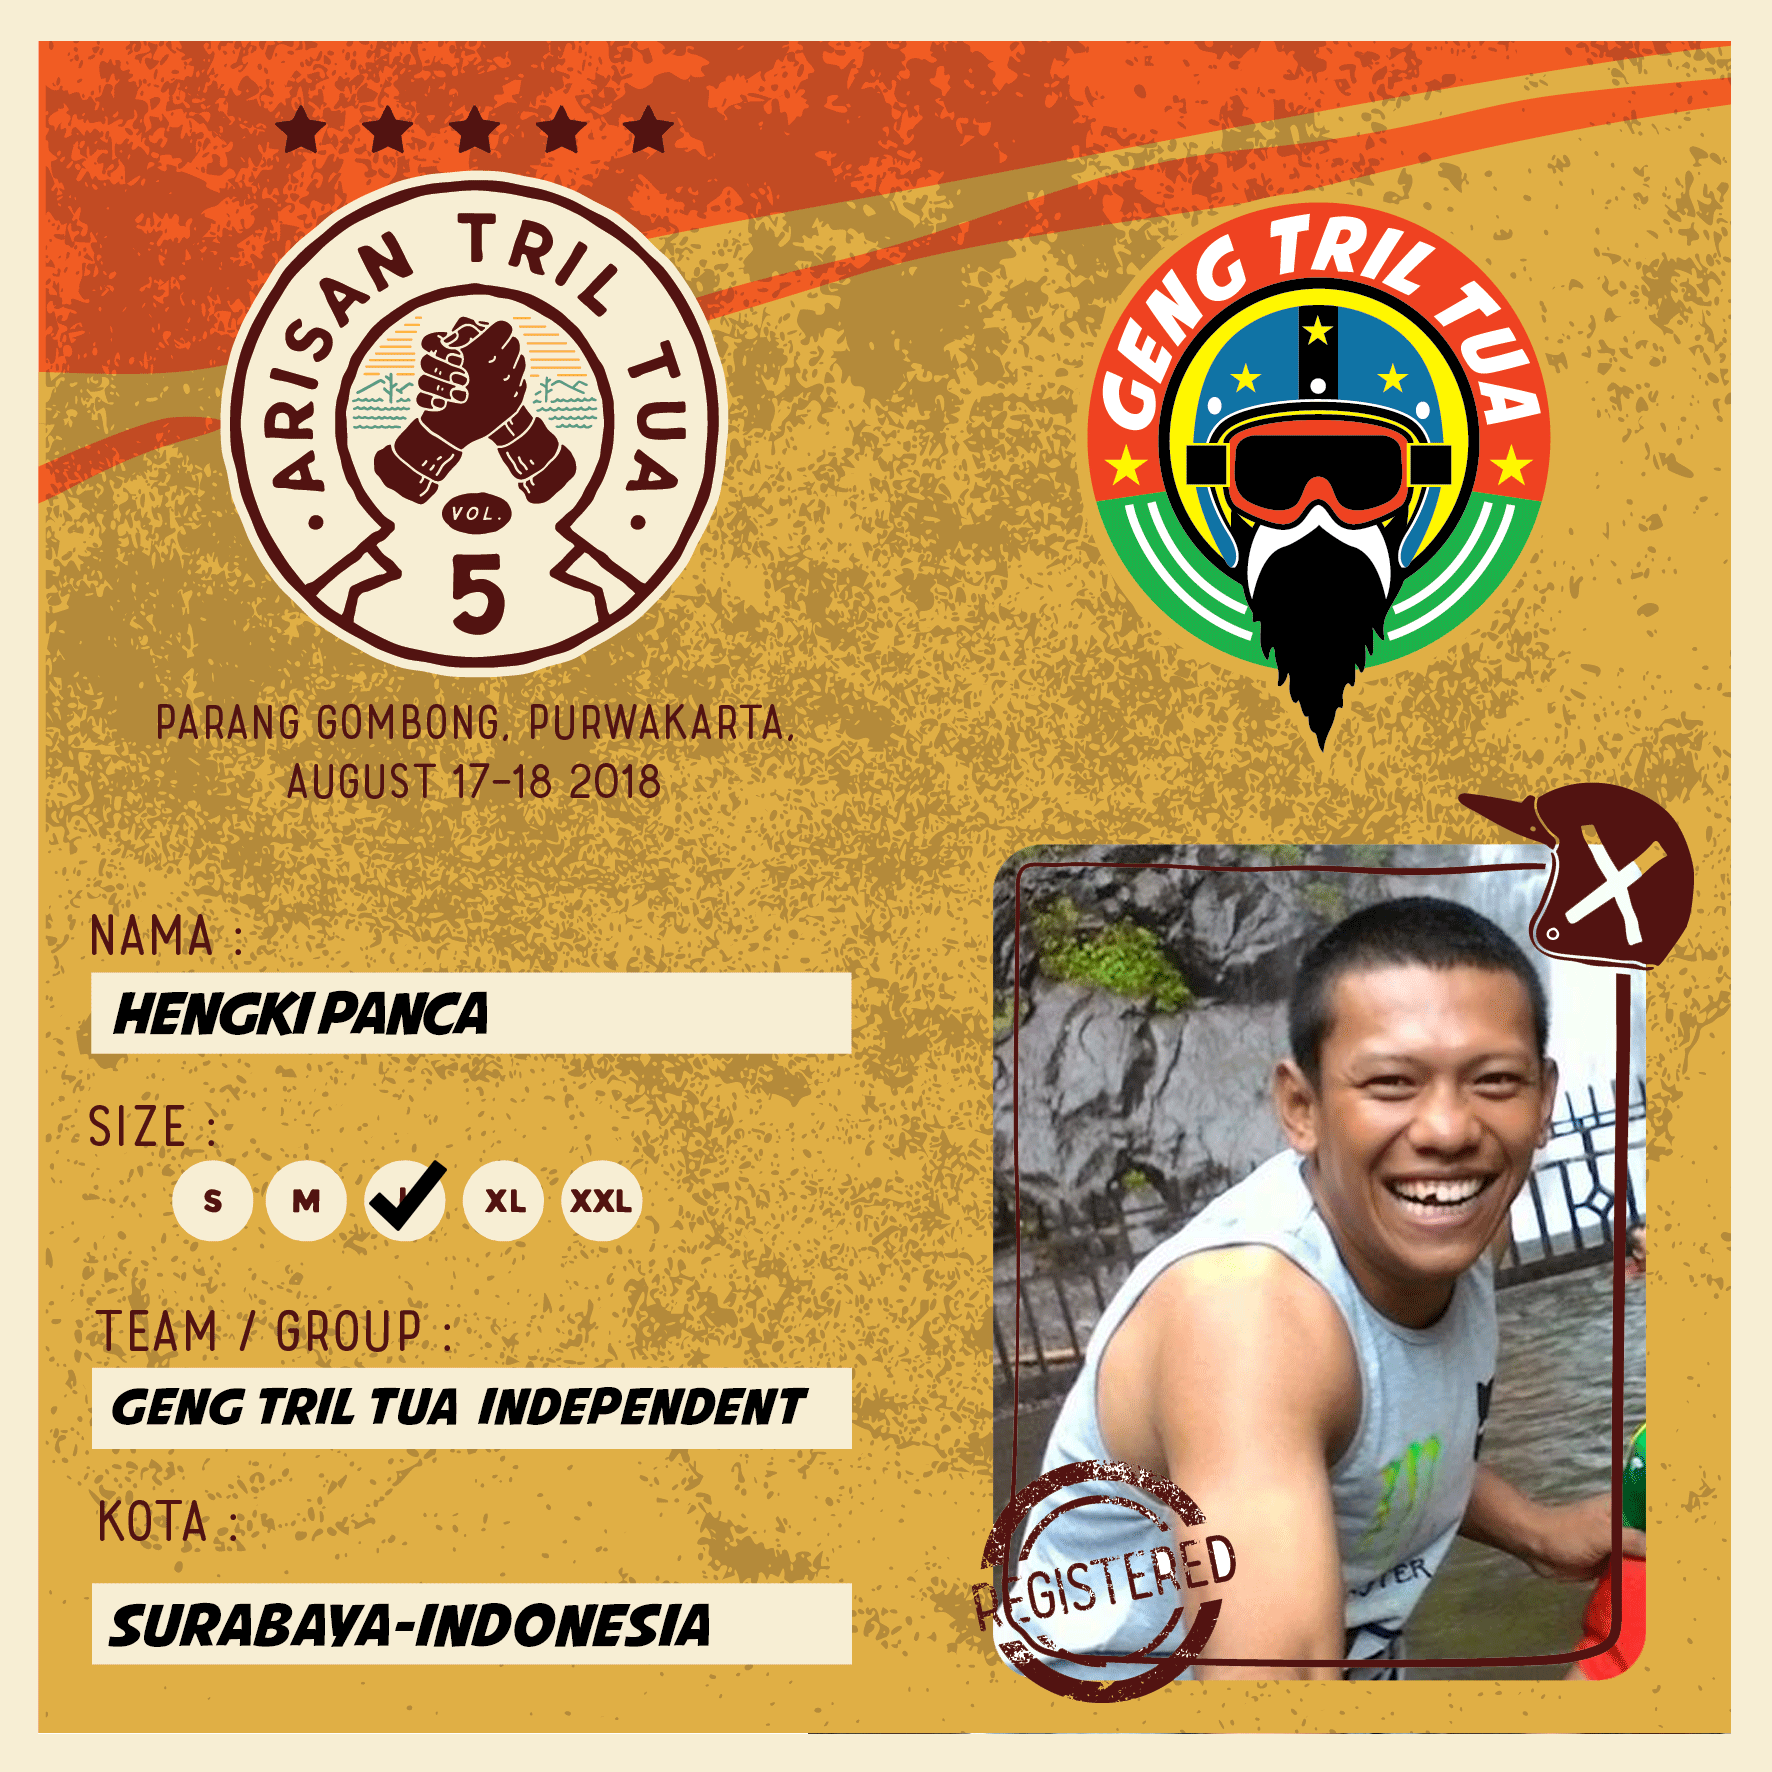 ARISAN TRIL TUA
VOL.
5
GENG TRIL TUA
PARANG GOMBONG, PURWAKARTA,
AUGUST 17-18 2018
NAMA :
HENGKI PANCA
SIZE :
S M L XL XXL
TEAM / GROUP :
GENG TRIL TUA INDEPENDENT
KOTA :
SURABAYA-INDONESIA
REGISTERED